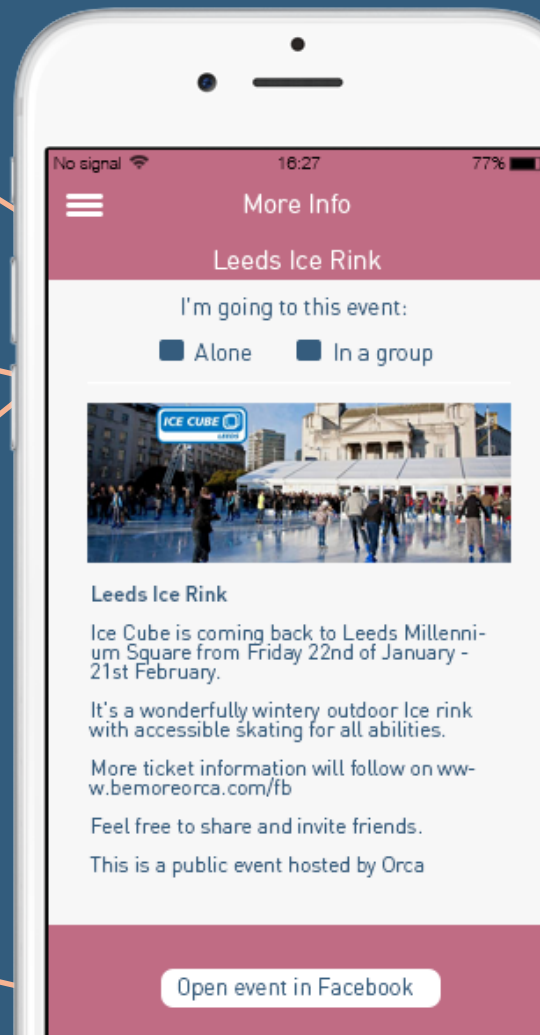 No signal 16:27 77%
More Info
Leeds Ice Rink
I'm going to this event:
Alone In a group
ICE CUBE
LEEDS
Leeds Ice Rink
Ice Cube is coming back to Leeds Millenni-
um Square from Friday 22nd of January -
21st February.
It's a wonderfully wintery outdoor Ice rink
with accessible skating for all abilities.
More ticket information will follow on ww-
w.bemoreorca.com/fb
Feel free to share and invite friends.
This is a public event hosted by Orca
Open event in Facebook